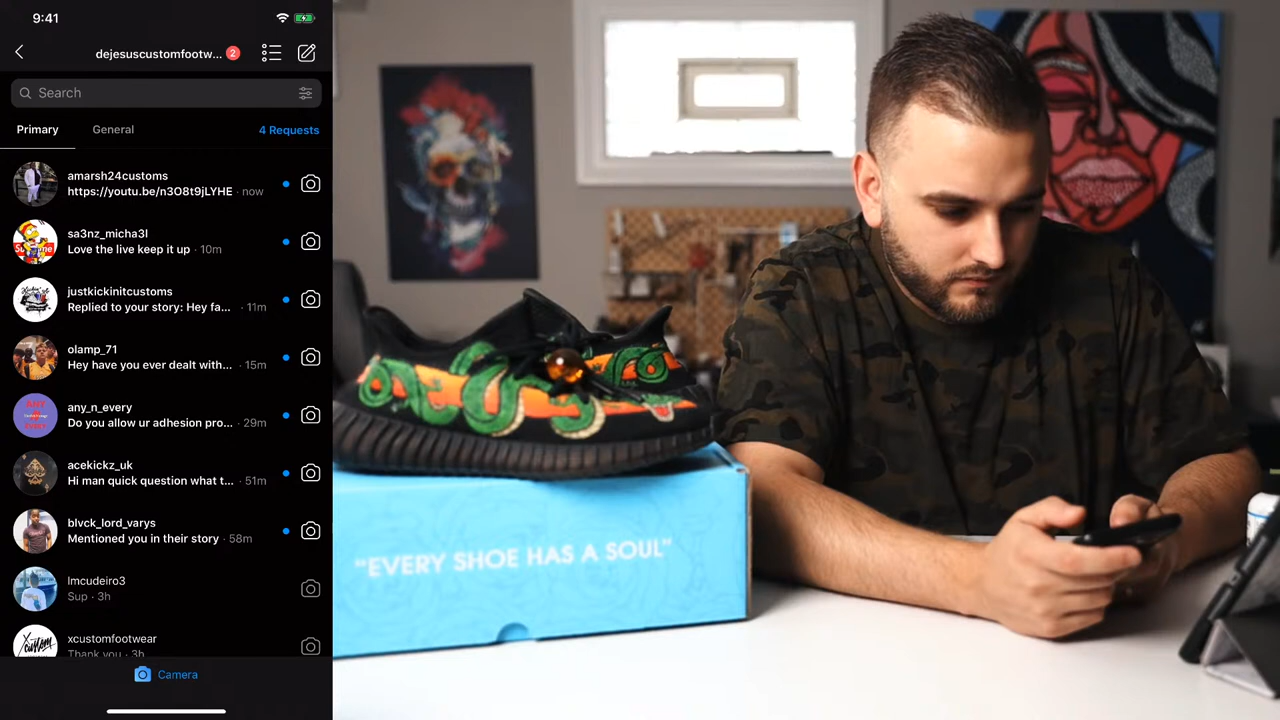 9:41
dejesuscustomfootw... 2
Search
Primary General 4 Requests
amarsh24customs
https://youtu.be/n3O8t9jLYHE · now
sa3nz_micha3l
Love the live keep it up · 10m
justkickinitcustoms
Replied to your story: Hey fa... · 11m
olamp_71
Hey have you ever dealt with... · 15m
any_n_every
Do you allow ur adhesion pro... · 29m
acekickz_uk
Hi man quick question what t... · 51m
blvck_lord_varys
Mentioned you in their story · 58m
lmcudeiro3
Sup · 3h
xcustomfootwear
Thank you · 3h
Camera
"EVERY SHOE HAS A SOUL"